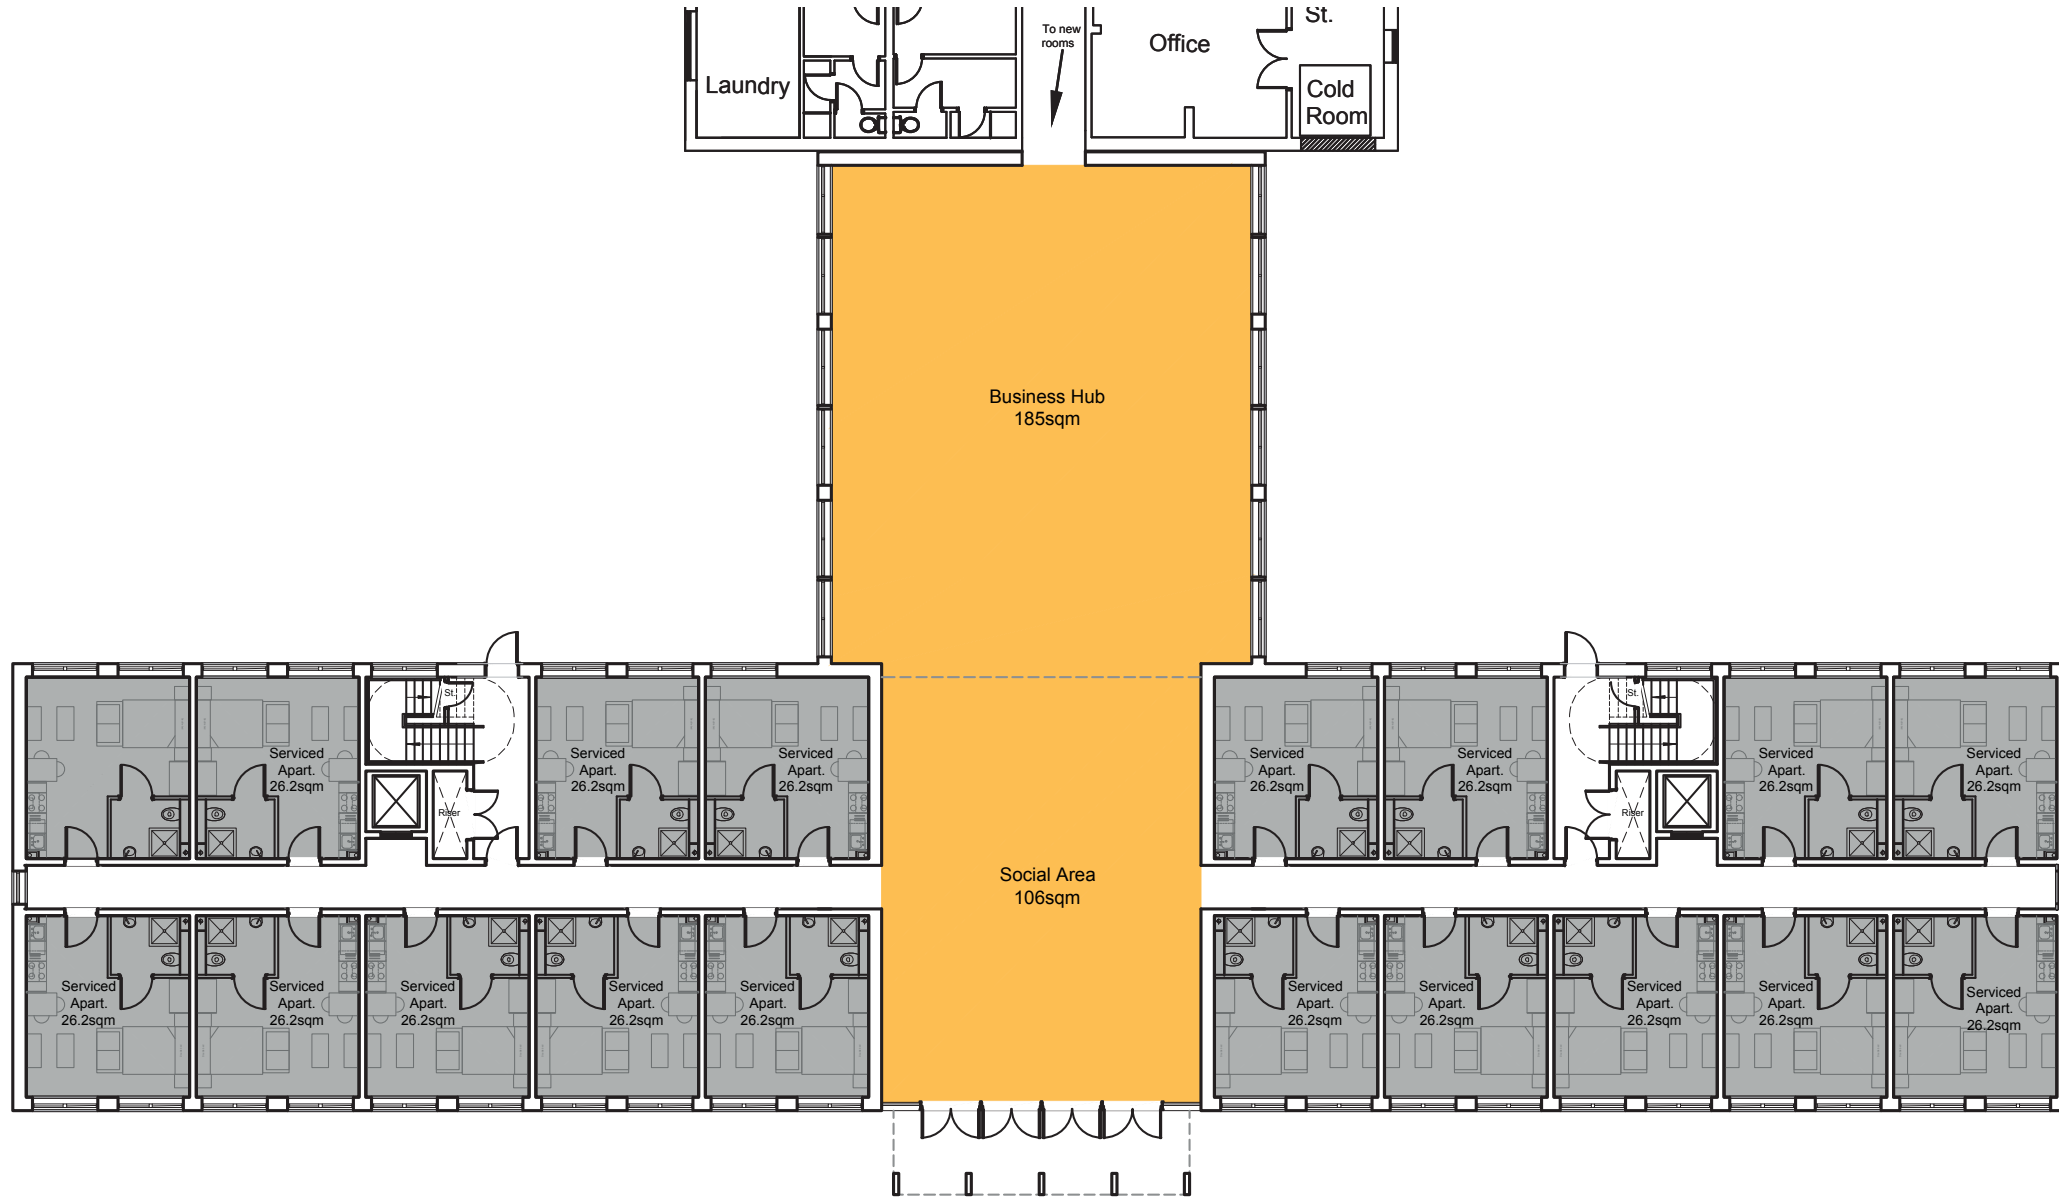 To new
rooms
Office
St.
Laundry
Cold
Room
Business Hub
185sqm
St.
St.
Serviced
Apart.
26.2sqm
Serviced
Apart.
26.2sqm
Serviced
Apart.
26.2sqm
Serviced
Apart.
26.2sqm
Serviced
Apart.
26.2sqm
Serviced
Apart.
26.2sqm
Serviced
Apart.
26.2sqm
Riser
Riser
Social Area
106sqm
Serviced
Apart.
26.2sqm
Serviced
Apart.
26.2sqm
Serviced
Apart.
26.2sqm
Serviced
Apart.
26.2sqm
Serviced
Apart.
26.2sqm
Serviced
Apart.
26.2sqm
Serviced
Apart.
26.2sqm
Serviced
Apart.
26.2sqm
Serviced
Apart.
26.2sqm
Serviced
Apart.
26.2sqm